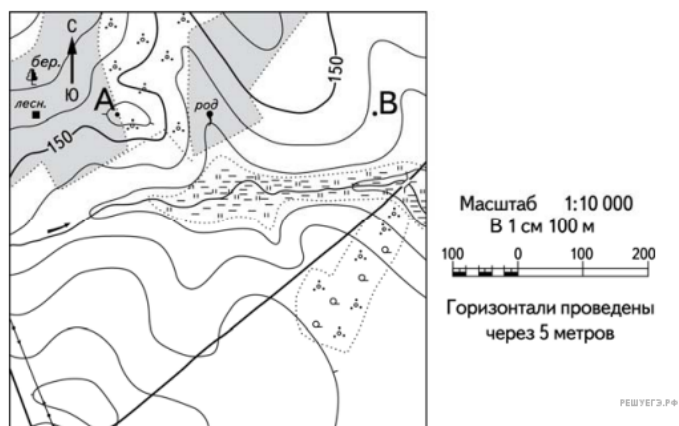 С
бер.
Ю
лесн.
А
150
род
150
В
Масштаб 1:10 000
В 1 см 100 м
100 0 100 200
Горизонтали проведены
через 5 метров
РЕШУЕГЭ.РФ